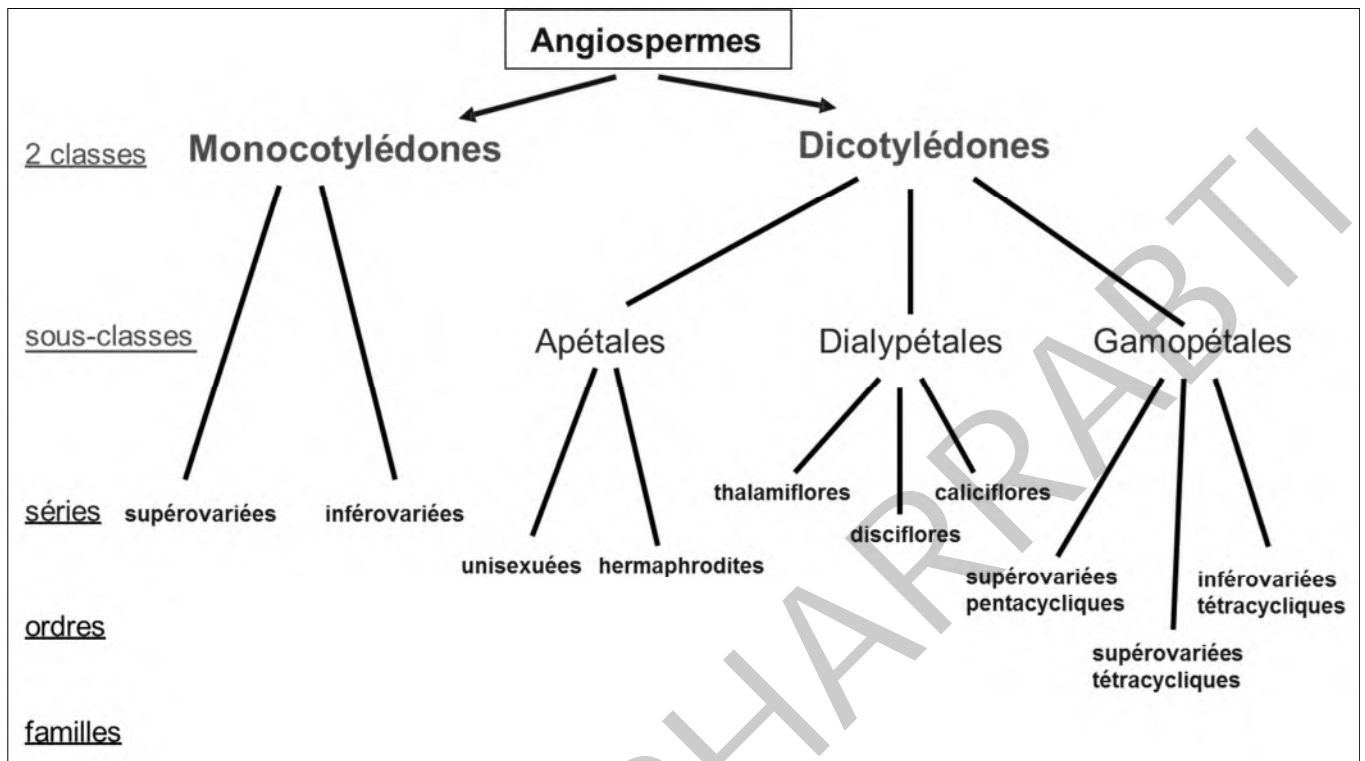 Angiospermes
2 classes Monocotylédones Dicotylédones
sous-classes Apétales Dialypétales Gamopétales
séries supérovariées inférovariées thalamiflores caliciflores
disciflores
unisexuées hermaphrodites supérovariées inférovariées
pentacycliques tétracycliques
ordres
supérovariées
tétracycliques
familles
HARRABTI